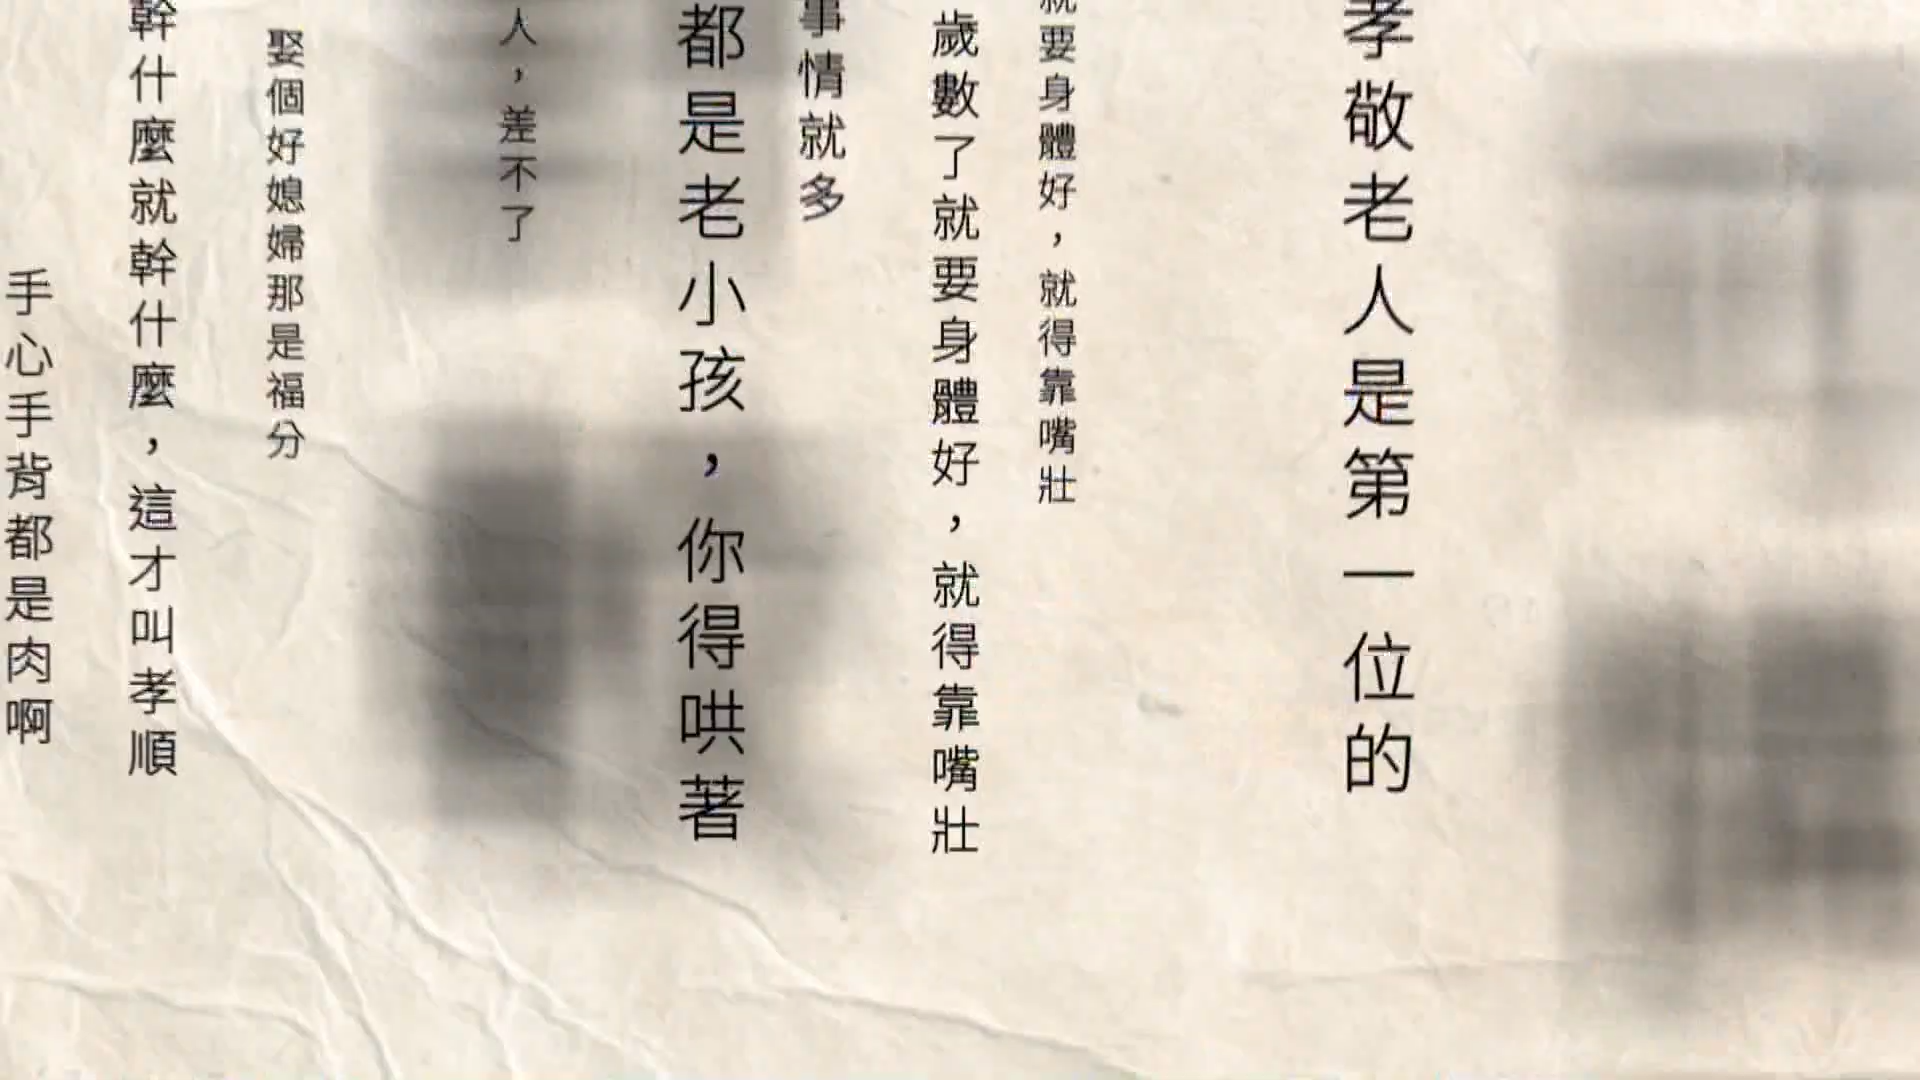 孝敬老人是第一位的
就要身體好，就得靠嘴壯
歲數了就要身體好，就得靠嘴壯
事情就多
都是老小孩，你得哄著
人，差不了
娶個好媳婦那是福分
幹什麼就幹什麼，這才叫孝順
手心手背都是肉啊